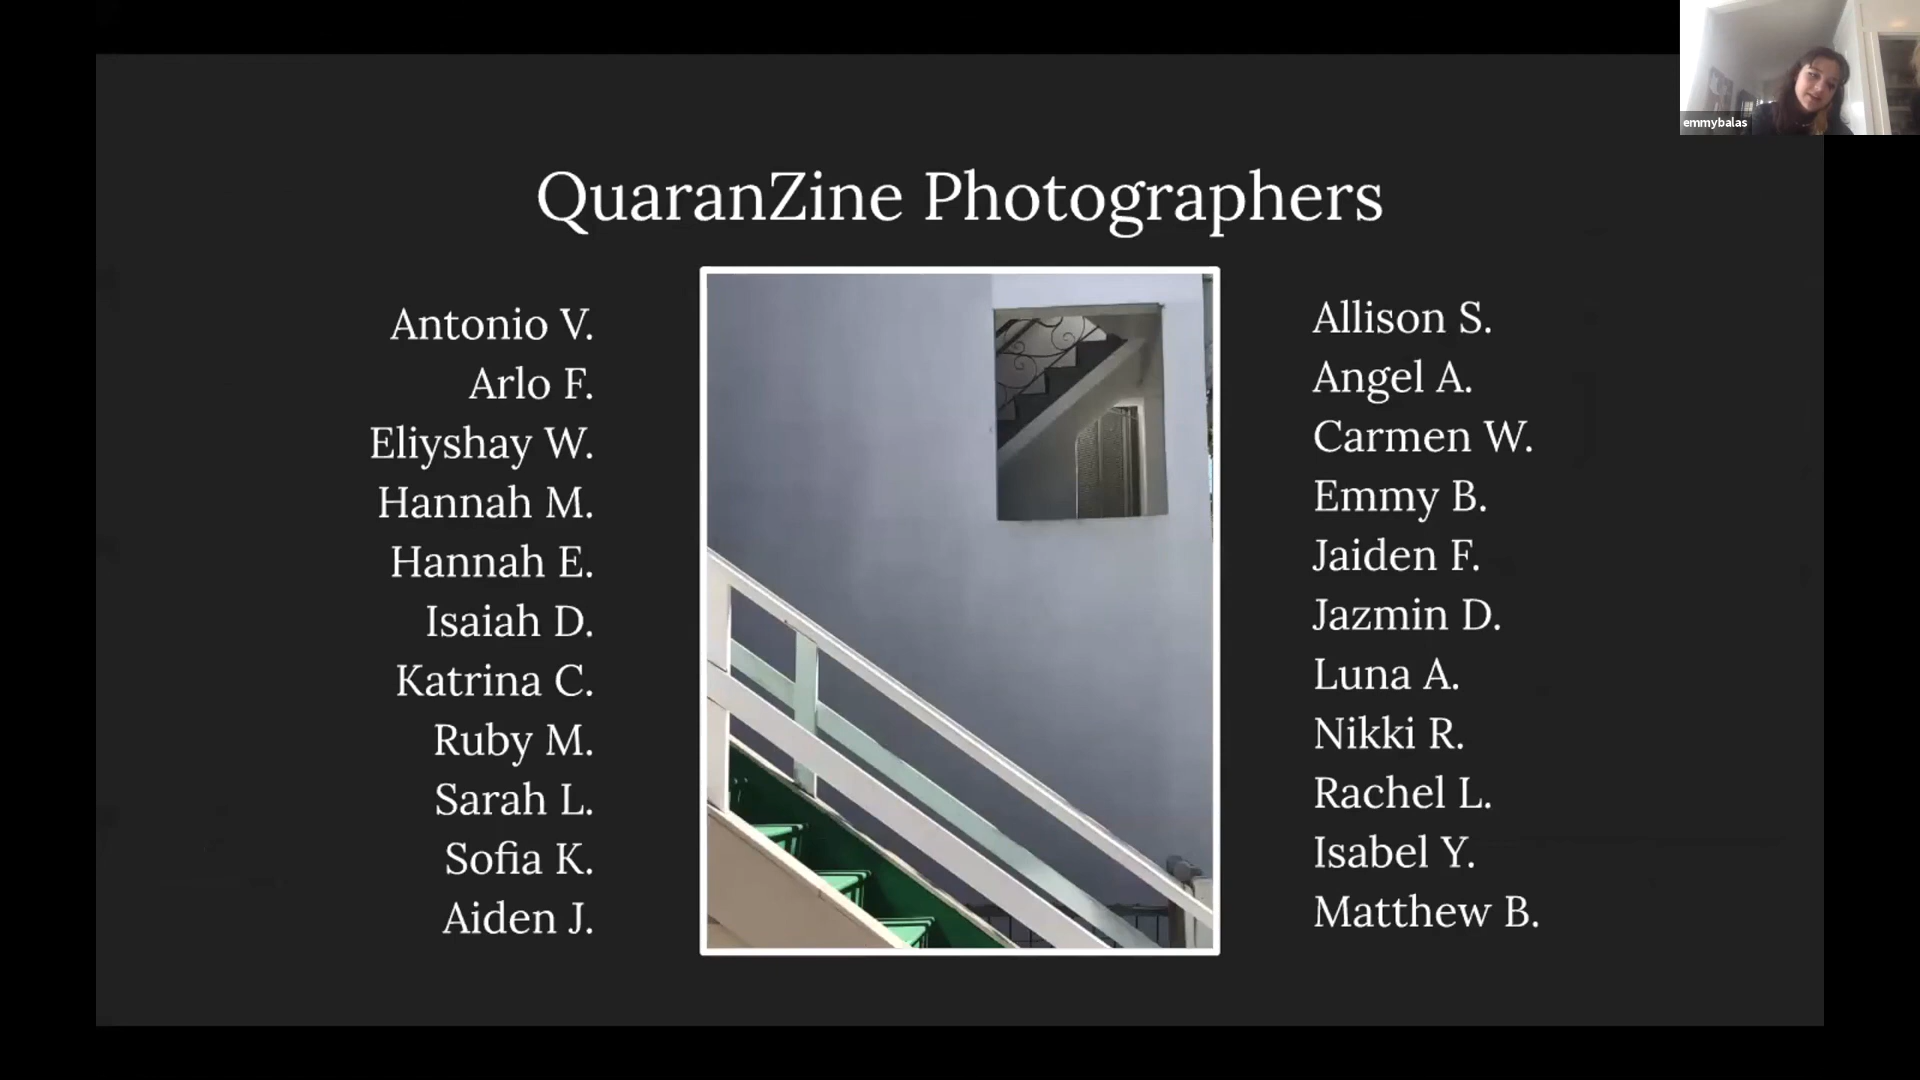 emmybalas
QuaranZine Photographers
Antonio V.
Arlo F.
Eliyshay W.
Hannah M.
Hannah E.
Isaiah D.
Katrina C.
Ruby M.
Sarah L.
Sofia K.
Aiden J.
Allison S.
Angel A.
Carmen W.
Emmy B.
Jaiden F.
Jazmin D.
Luna A.
Nikki R.
Rachel L.
Isabel Y.
Matthew B.